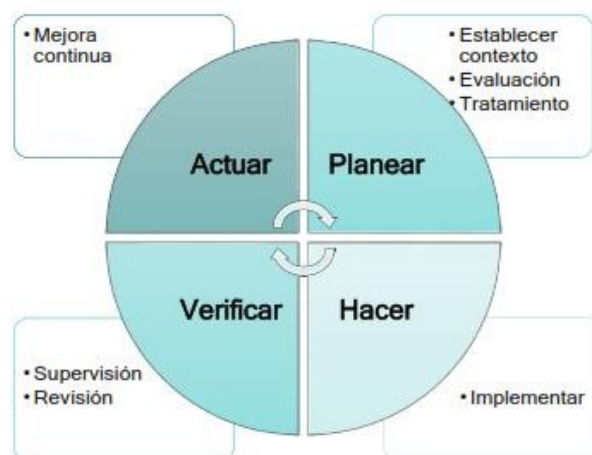 • Mejora
continua
• Establecer
contexto
• Evaluación
• Tratamiento
Actuar
Planear
Verificar
Hacer
• Supervisión
• Revisión
• Implementar